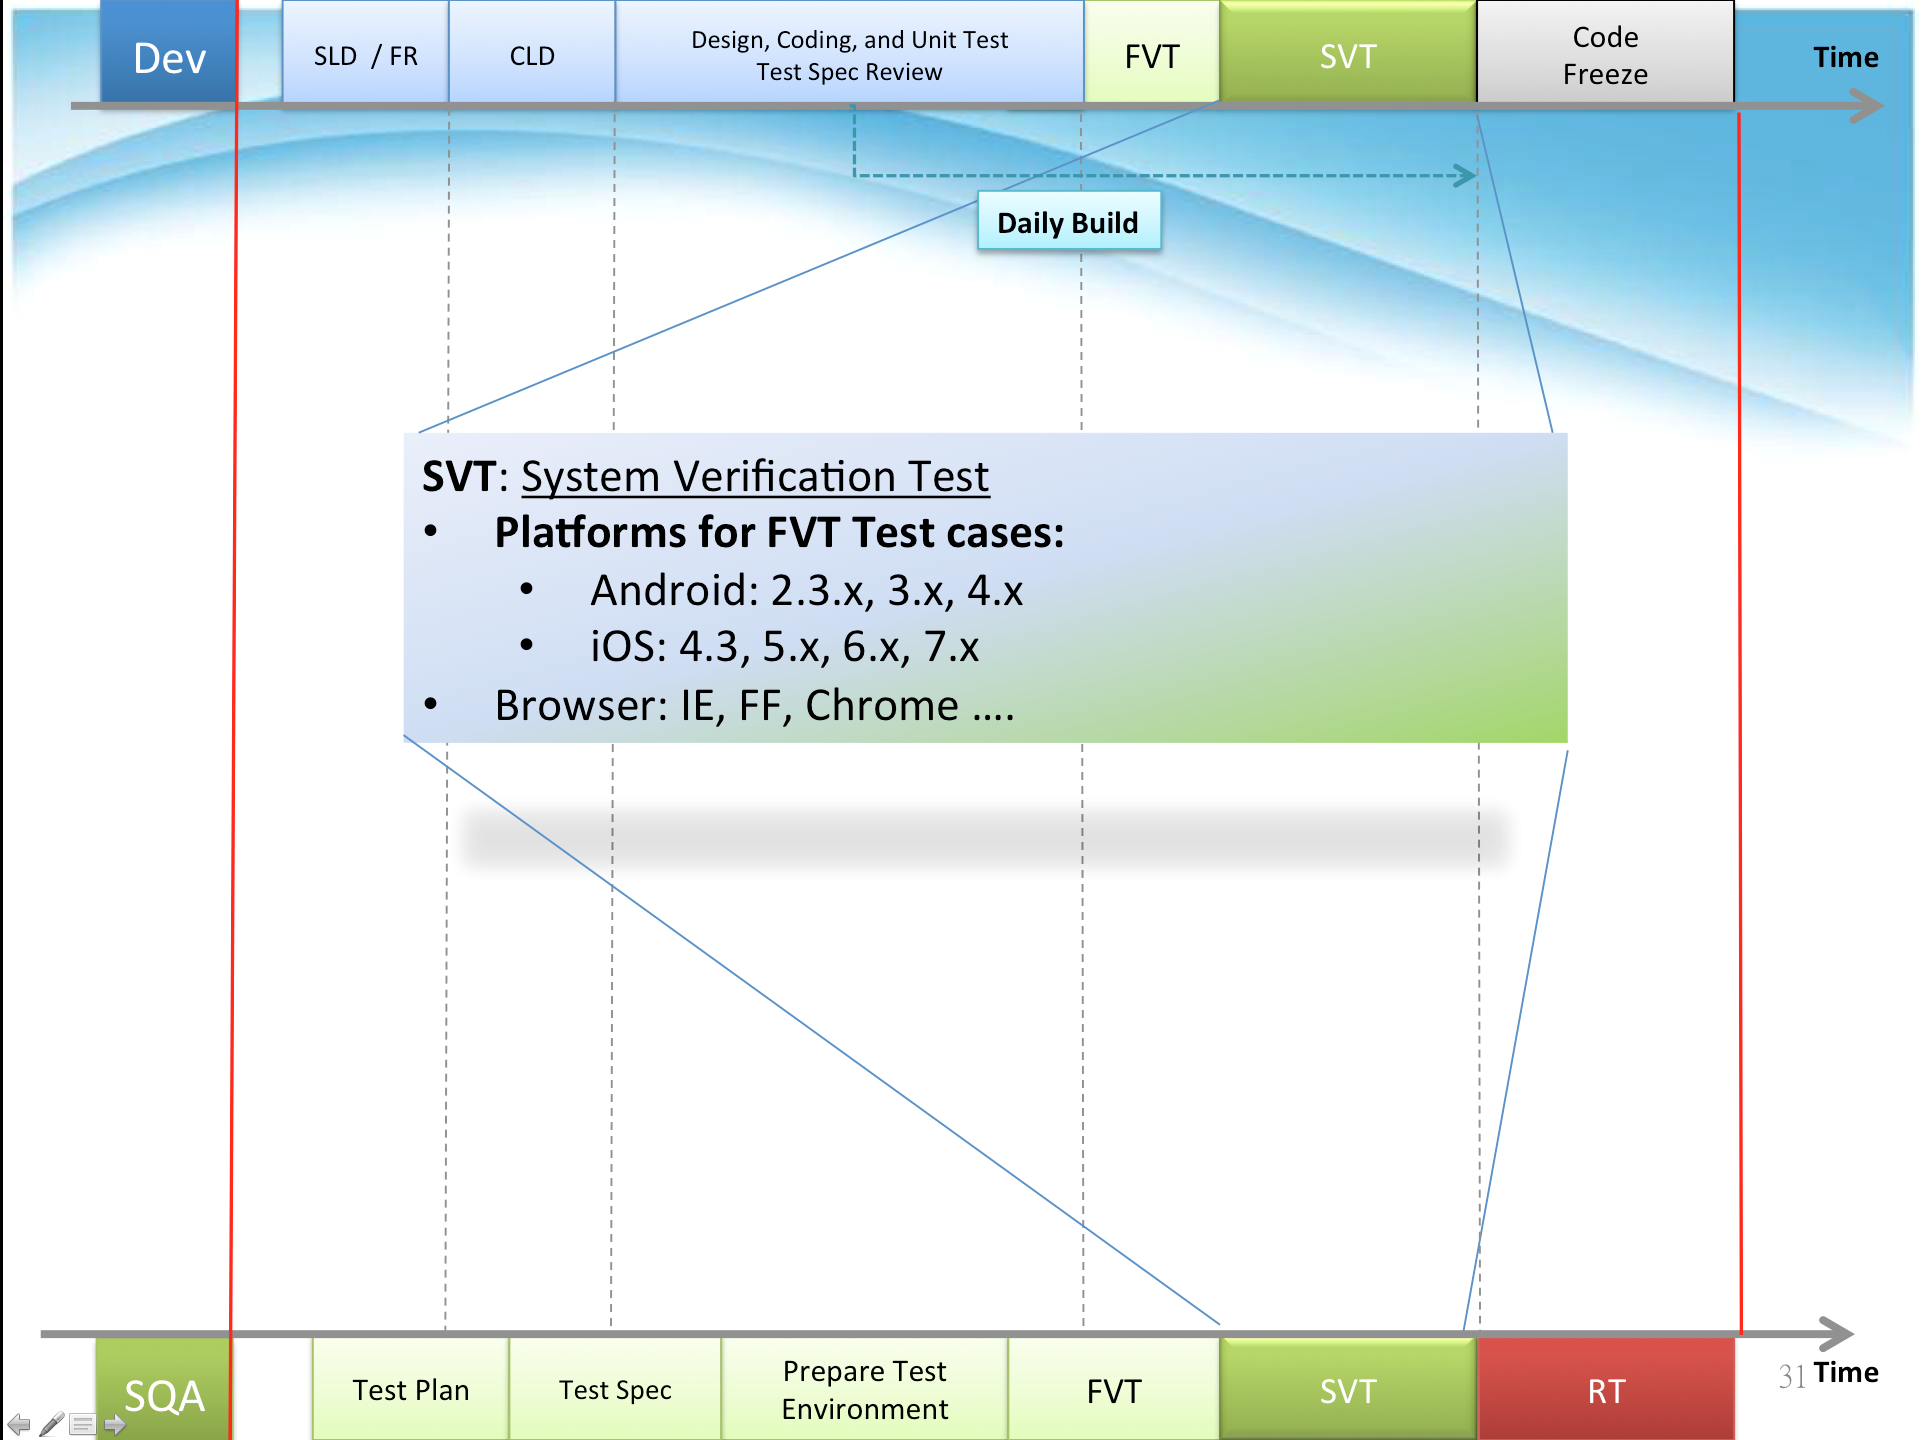 Dev
SLD / FR
CLD
Design, Coding, and Unit Test
Test Spec Review
FVT
SVT
Code
Freeze
Time
Daily Build
SVT: System Verification Test
• Platforms for FVT Test cases:
• Android: 2.3.x, 3.x, 4.x
• iOS: 4.3, 5.x, 6.x, 7.x
• Browser: IE, FF, Chrome ....
SQA
Test Plan
Test Spec
Prepare Test
Environment
FVT
SVT
RT
31
Time